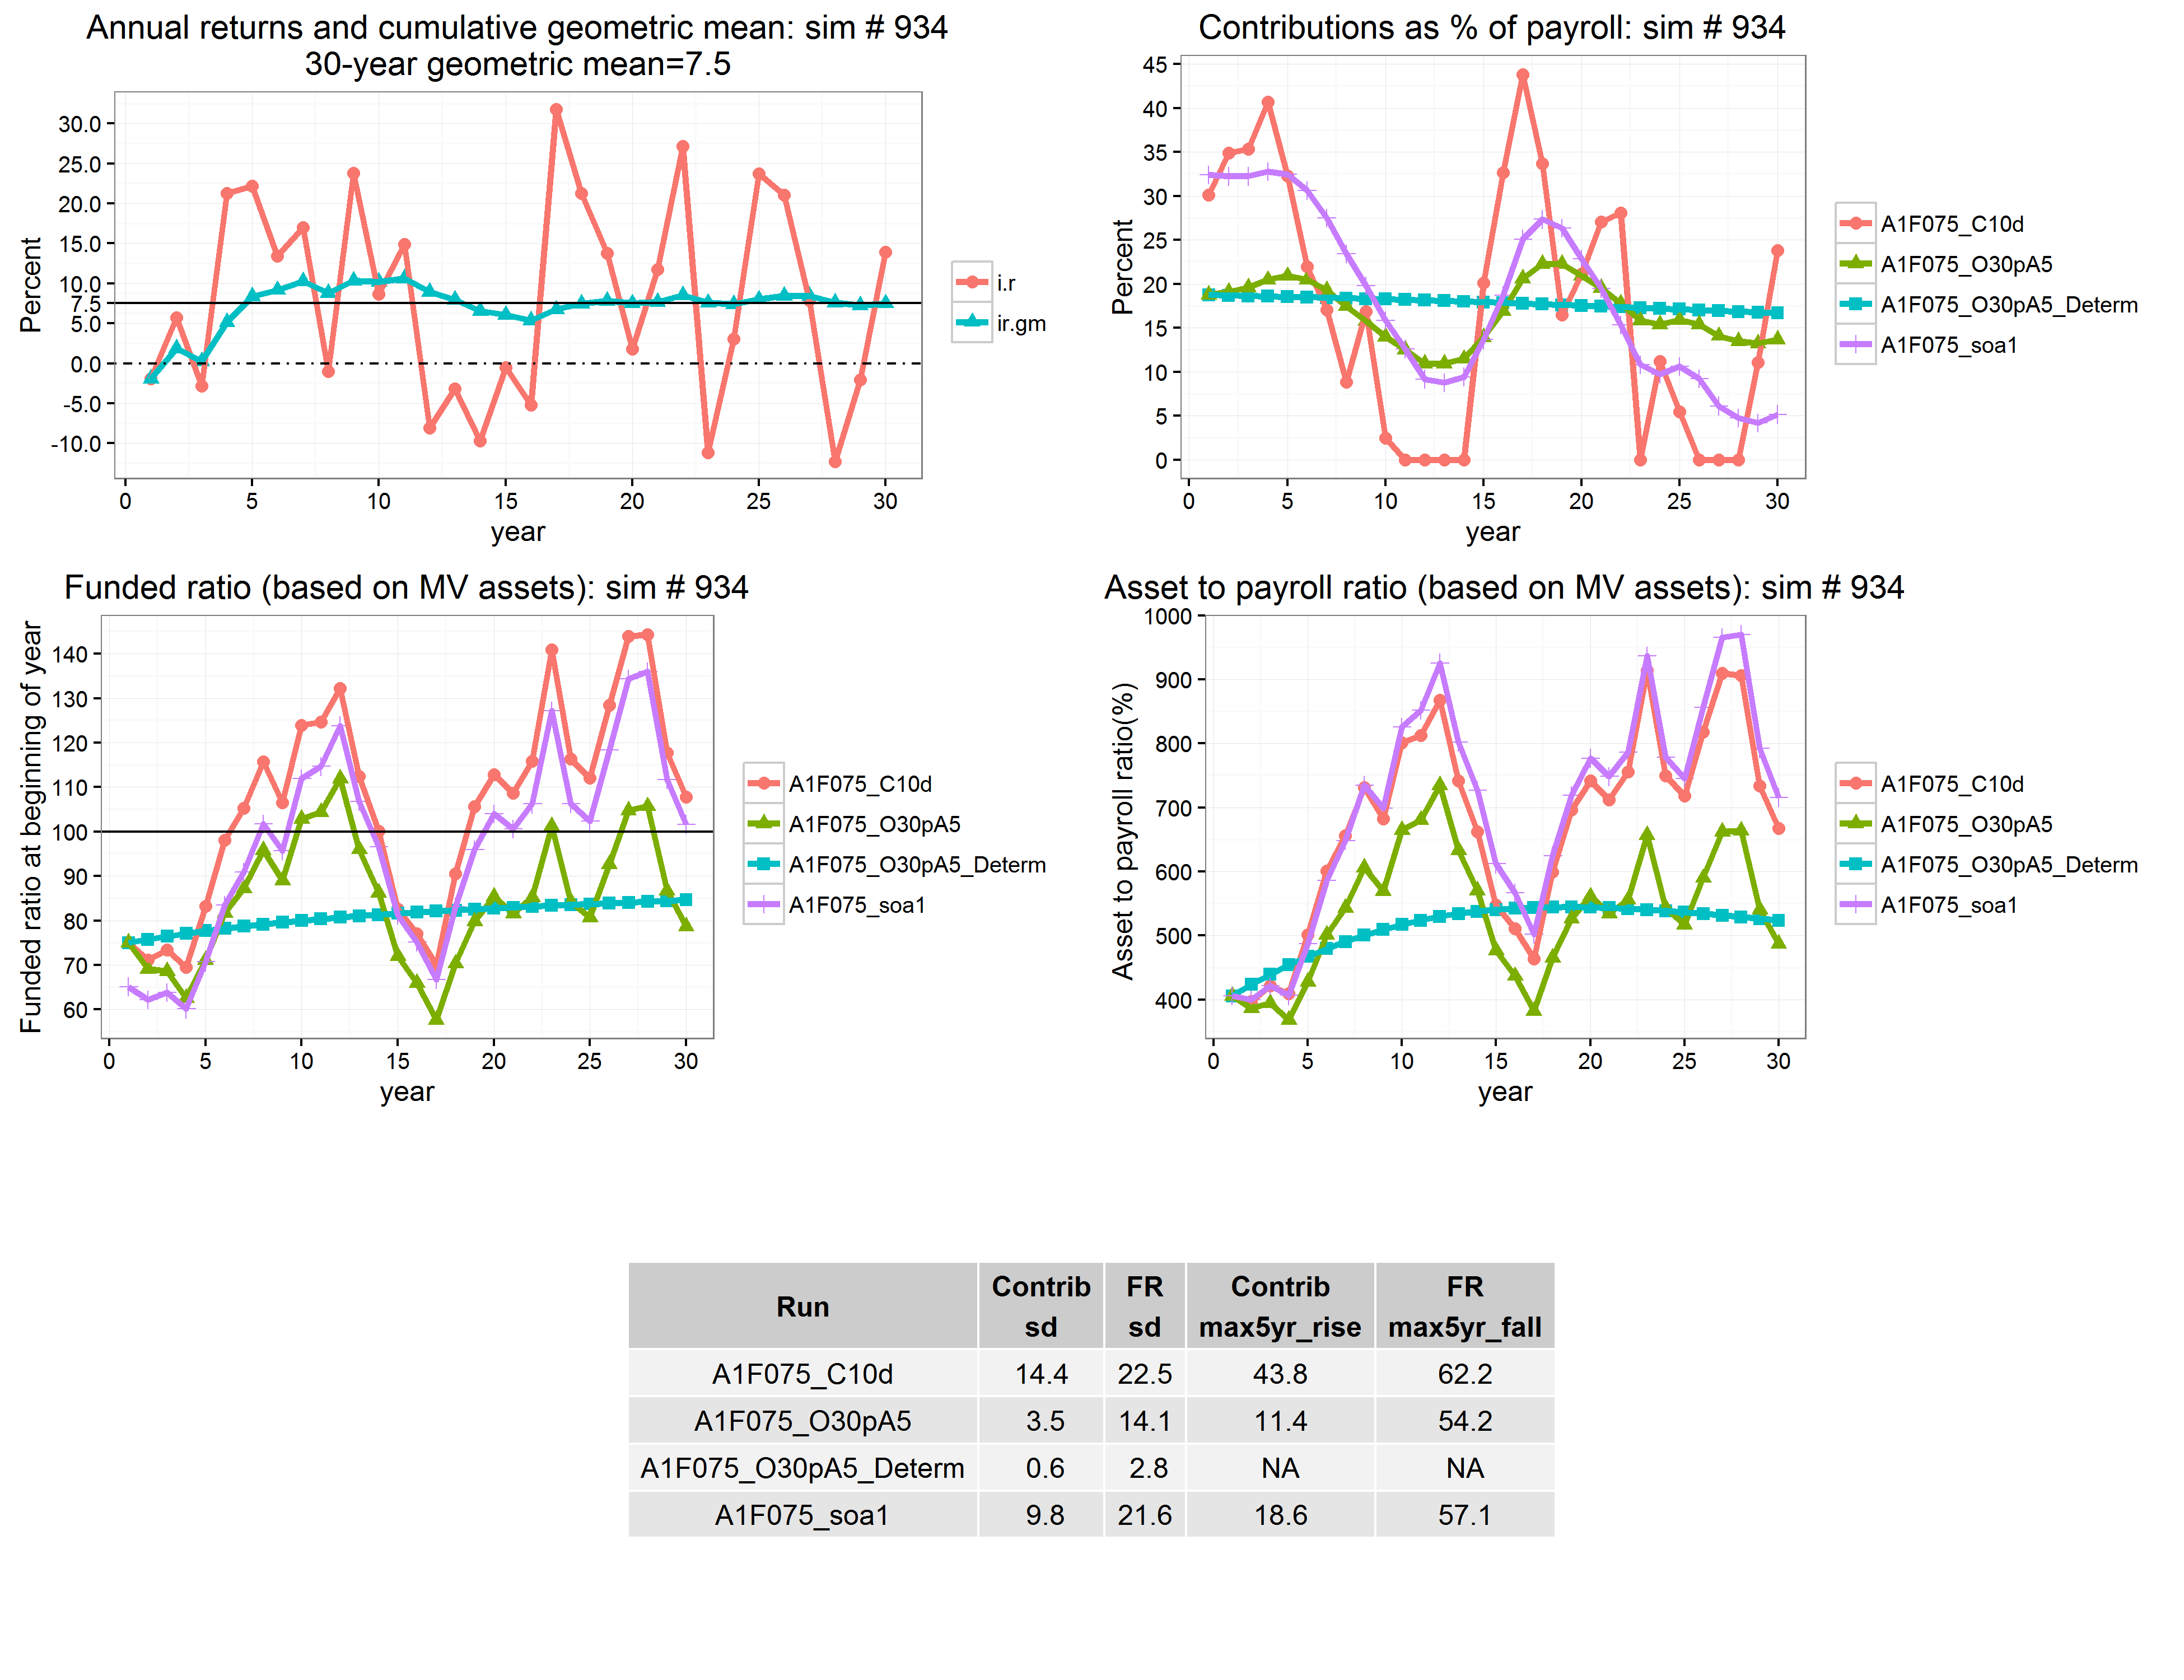 Annual returns and cumulative geometric mean: sim # 934
30-year geometric mean=7.5
Percent
30.0
25.0
20.0
15.0
10.0
7.5
5.0
0.0
-5.0
-10.0
0 5 10 15 20 25 30
year
i.r
ir.gm
Contributions as % of payroll: sim # 934
Percent
45
40
35
30
25
20
15
10
5
0
0 5 10 15 20 25 30
year
A1F075_C10d
A1F075_O30pA5
A1F075_O30pA5_Determ
A1F075_soa1
Funded ratio (based on MV assets): sim # 934
Funded ratio at beginning of year
140
130
120
110
100
90
80
70
60
0 5 10 15 20 25 30
year
A1F075_C10d
A1F075_O30pA5
A1F075_O30pA5_Determ
A1F075_soa1
Asset to payroll ratio (based on MV assets): sim # 934
Asset to payroll ratio(%)
1000
900
800
700
600
500
400
0 5 10 15 20 25 30
year
A1F075_C10d
A1F075_O30pA5
A1F075_O30pA5_Determ
A1F075_soa1
Run Contrib sd FR sd Contrib max5yr_rise FR max5yr_fall
A1F075_C10d 14.4 22.5 43.8 62.2
A1F075_O30pA5 3.5 14.1 11.4 54.2
A1F075_O30pA5_Determ 0.6 2.8 NA NA
A1F075_soa1 9.8 21.6 18.6 57.1